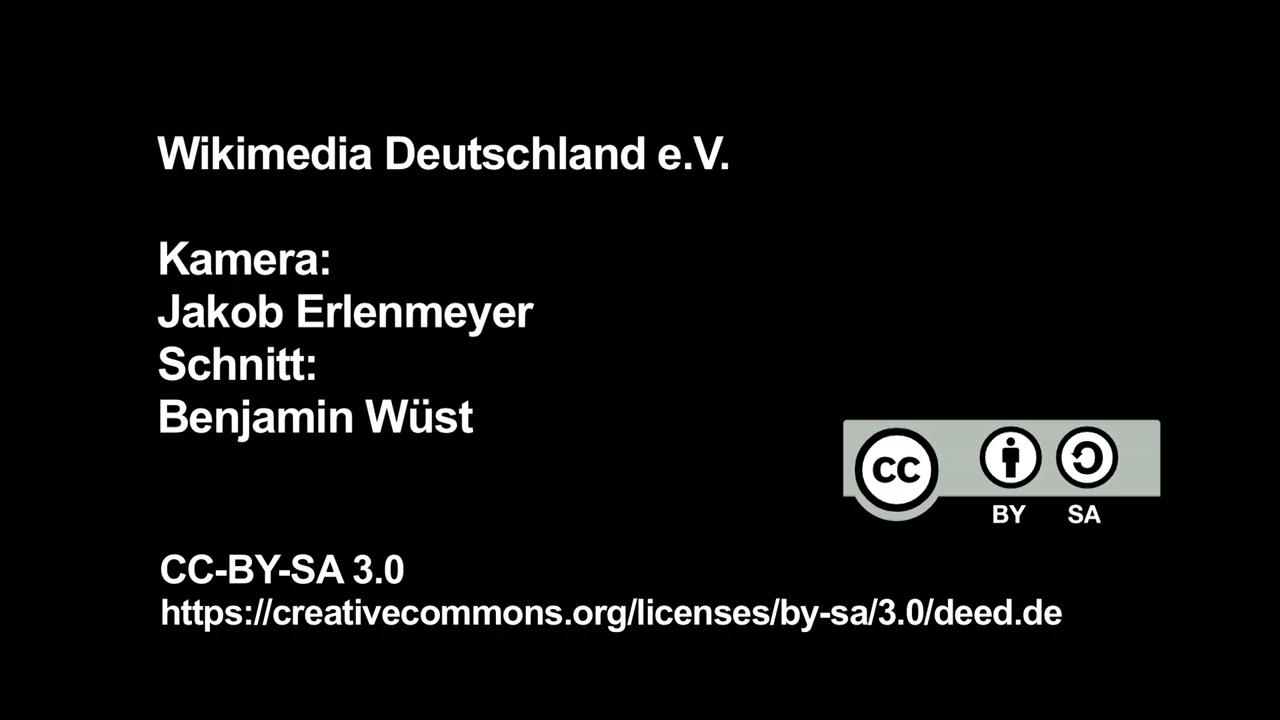 Wikimedia Deutschland e.V.
Kamera:
Jakob Erlenmeyer
Schnitt:
Benjamin Wüst
cc
BY SA
CC-BY-SA 3.0
https://creativecommons.org/licenses/by-sa/3.0/deed.de